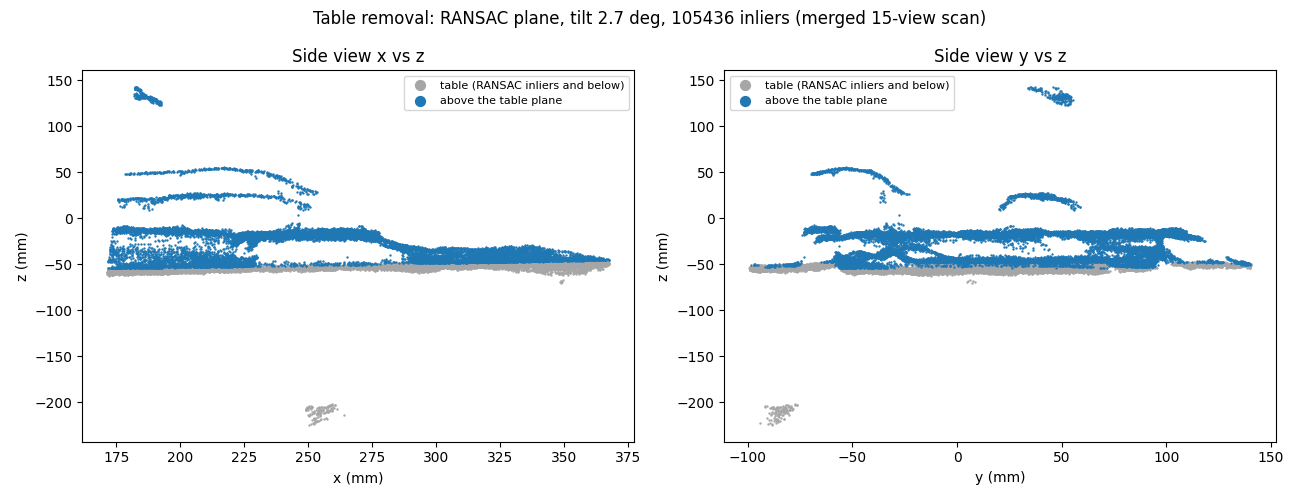 Table removal: RANSAC plane, tilt 2.7 deg, 105436 inliers (merged 15-view scan)
Side view x vs z
Side view y vs z
table (RANSAC inliers and below)
above the table plane
table (RANSAC inliers and below)
above the table plane
150
100
50
0
−50
−100
−150
−200
z (mm)
175 200 225 250 275 300 325 350 375
x (mm)
150
100
50
0
−50
−100
−150
−200
z (mm)
−100 −50 0 50 100 150
y (mm)